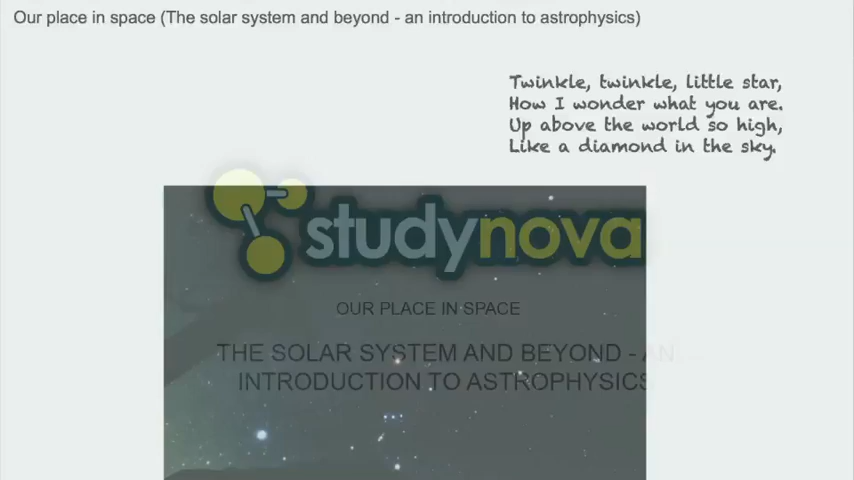 Our place in space (The solar system and beyond - an introduction to astrophysics)
Twinkle, twinkle, little star,
How I wonder what you are.
Up above the world so high,
Like a diamond in the sky.
studynova
OUR PLACE IN SPACE
THE SOLAR SYSTEM AND BEYOND - AN
INTRODUCTION TO ASTROPHYSICS